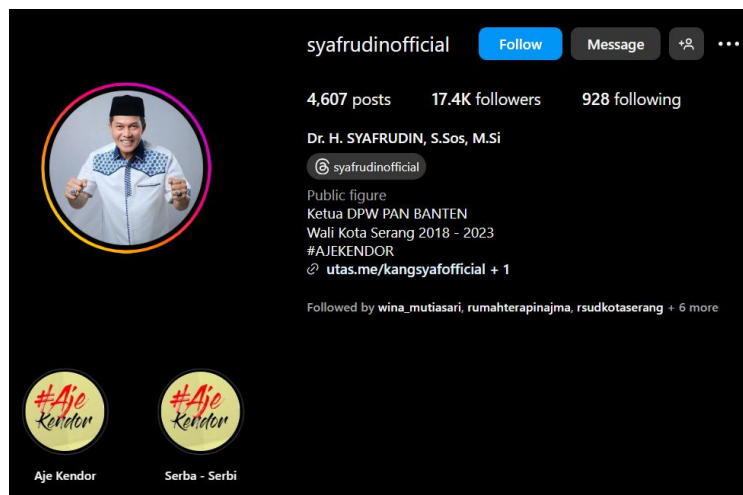 syafrudinofficial Follow Message
4,607 posts 17.4K followers 928 following
Dr. H. SYAFRUDIN, S.Sos, M.Si
syafrudinofficial
Public figure
Ketua DPW PAN BANTEN
Wali Kota Serang 2018 - 2023
#AJEKENDOR
utas.me/kangsyafofficial + 1
Followed by wina_mutiasari, rumahterapinajma, rsudkotaserang + 6 more
#Aje #Aje
Kendor Kendor
Aje Kendor Serba - Serbi